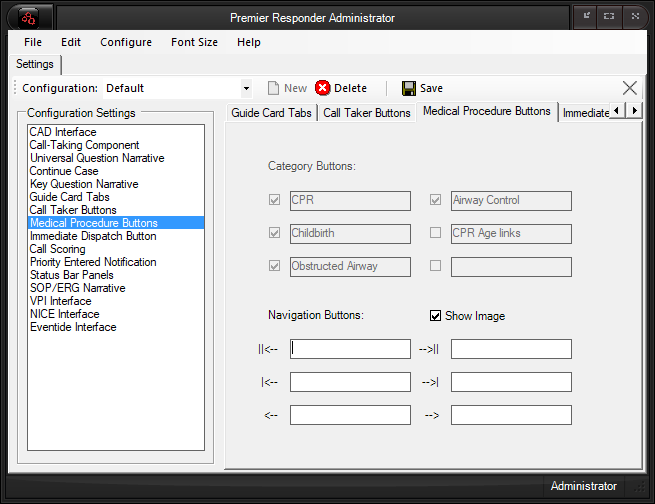 Premier Responder Administrator
File Edit Configure Font Size Help
Settings
Configuration: Default New Delete Save
Configuration Settings
CAD Interface
Call-Taking Component
Universal Question Narrative
Continue Case
Key Question Narrative
Guide Card Tabs
Call Taker Buttons
Medical Procedure Buttons
Immediate Dispatch Button
Call Scoring
Priority Entered Notification
Status Bar Panels
SOP/ERG Narrative
VPI Interface
NICE Interface
Eventide Interface
Guide Card Tabs Call Taker Buttons Medical Procedure Buttons Immediate
Category Buttons:
CPR Airway Control
Childbirth CPR Age links
Obstructed Airway
Navigation Buttons: Show Image
||<-- -->||
|<-- -->|
<-- -->
Administrator